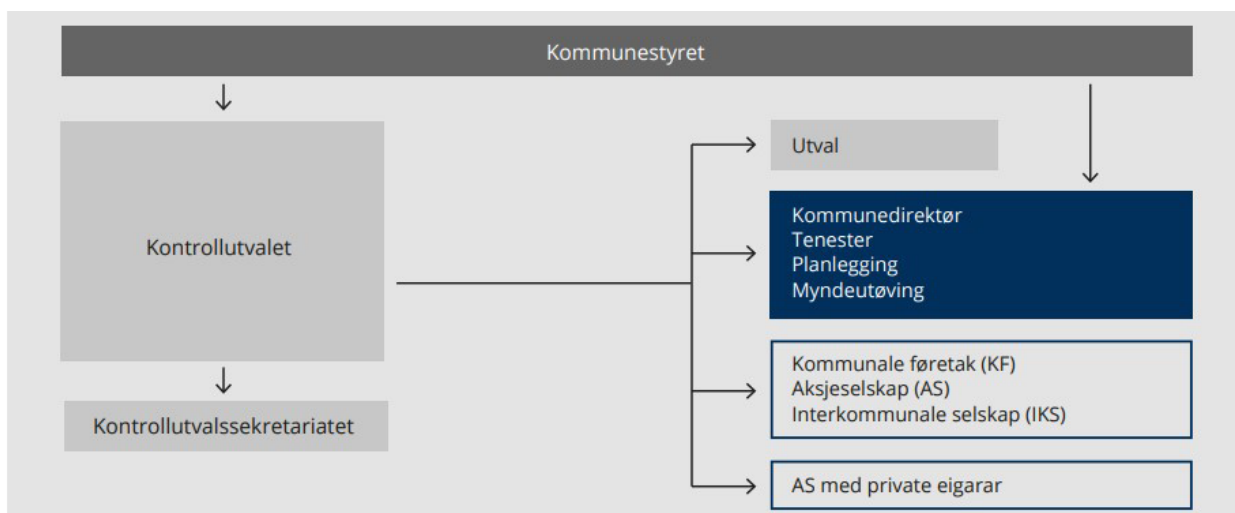 Kommunestyret
Kontrollutvalet
Kontrollutvalssekretariatet
Utval
Kommunedirektør
Tenester
Planlegging
Myndeutøving
Kommunale føretak (KF)
Aksjeselskap (AS)
Interkommunale selskap (IKS)
AS med private eigarar